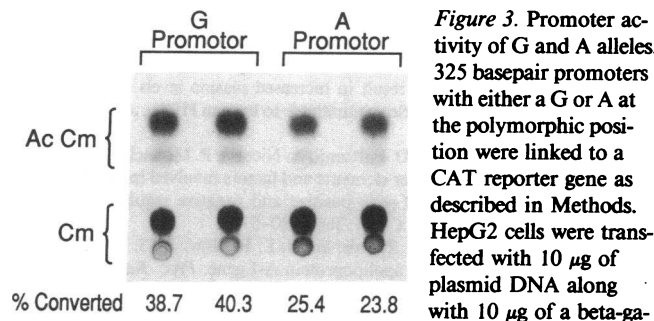 G
Promotor
A
Promotor
Ac Cm
Cm
% Converted 38.7 40.3 25.4 23.8
Figure 3. Promoter ac-
tivity of G and A alleles
325 basepair promoters
with either a G or A at
the polymorphic posi-
tion were linked to a
CAT reporter gene as
described in Methods.
HepG2 cells were trans-
fected with 10 μg of
plasmid DNA along
with 10 μg of a beta-ga-